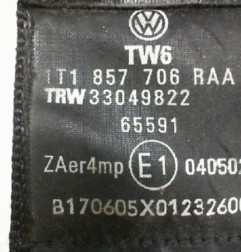 TW6
1T1 857 706 RAA
TRW 33049822
65591
ZAer4mp E1 040502
B170605X01232600